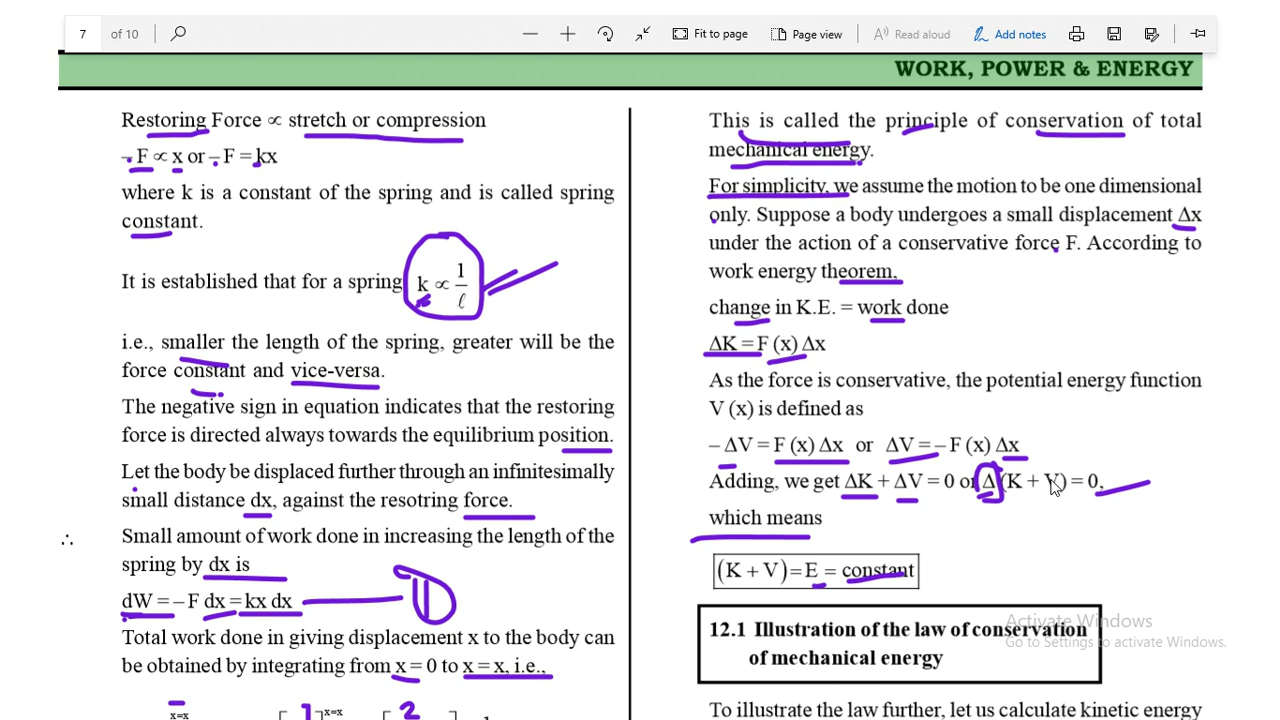 7 of 10
Fit to page
Page view
Read aloud
Add notes
WORK, POWER & ENERGY
Restoring Force ∝ stretch or compression
– F ∝ x or – F = kx
where k is a constant of the spring and is called spring
constant.
It is established that for a spring k ∝ 1/ℓ
i.e., smaller the length of the spring, greater will be the
force constant and vice-versa.
The negative sign in equation indicates that the restoring
force is directed always towards the equilibrium position.
Let the body be displaced further through an infinitesimally
small distance dx, against the resotring force.
∴ Small amount of work done in increasing the length of the
spring by dx is
dW = – F dx = kx dx
Total work done in giving displacement x to the body can
be obtained by integrating from x = 0 to x = x, i.e.,
x=x
x=x
This is called the principle of conservation of total
mechanical energy.
For simplicity, we assume the motion to be one dimensional
only. Suppose a body undergoes a small displacement Δx
under the action of a conservative force F. According to
work energy theorem,
change in K.E. = work done
ΔK = F (x) Δx
As the force is conservative, the potential energy function
V (x) is defined as
– ΔV = F (x) Δx or ΔV = – F (x) Δx
Adding, we get ΔK + ΔV = 0 or Δ (K + V) = 0,
which means
(K + V) = E = constant
12.1 Illustration of the law of conservation
of mechanical energy
To illustrate the law further, let us calculate kinetic energy
Activate Windows
Go to Settings to activate Windows.